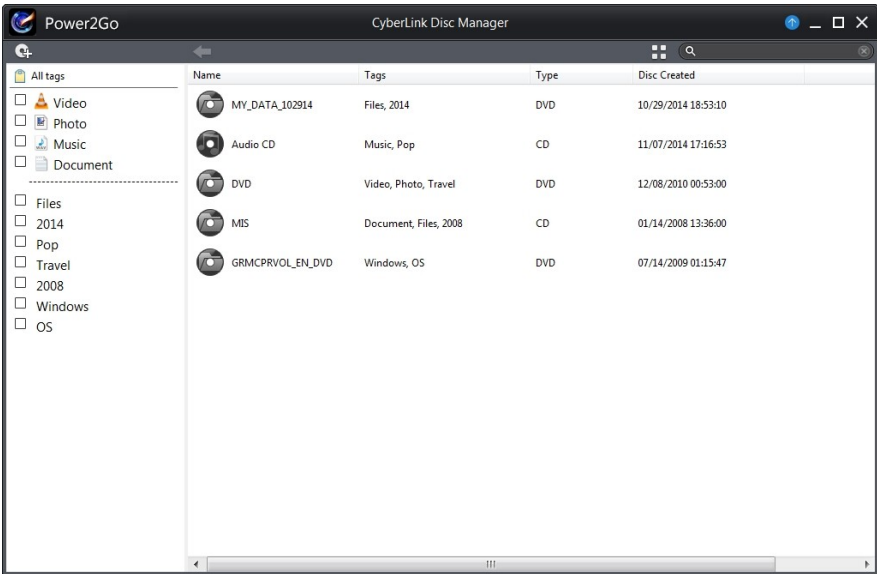 Power2Go
CyberLink Disc Manager
All tags
Video
Photo
Music
Document
Files
2014
Pop
Travel
2008
Windows
OS
Name Tags Type Disc Created
MY_DATA_102914 Files, 2014 DVD 10/29/2014 18:53:10
Audio CD Music, Pop CD 11/07/2014 17:16:53
DVD Video, Photo, Travel DVD 12/08/2010 00:53:00
MIS Document, Files, 2008 CD 01/14/2008 13:36:00
GRMCPRVOL_EN_DVD Windows, OS DVD 07/14/2009 01:15:47